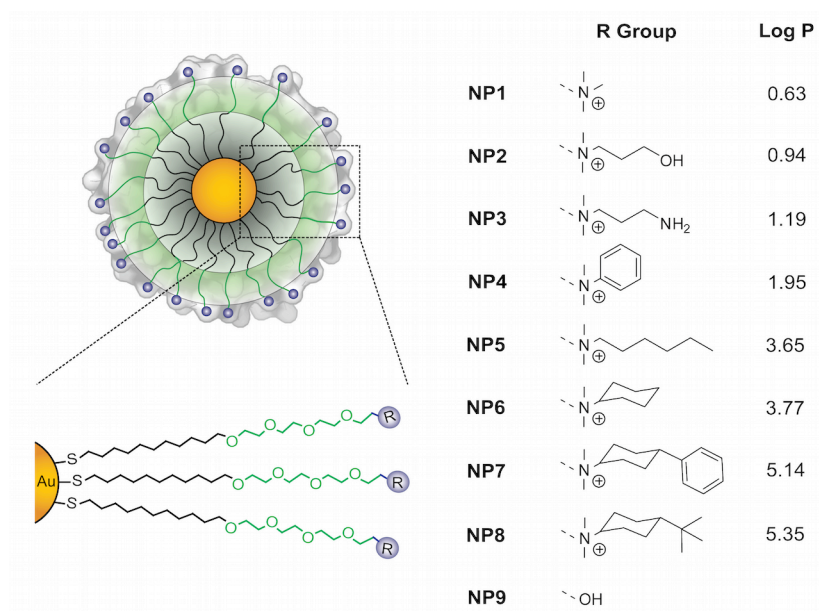 R Group Log P
NP1 N ⊕ 0.63
NP2 N ⊕ OH 0.94
NP3 N ⊕ NH₂ 1.19
NP4 N ⊕ 1.95
NP5 N ⊕ 3.65
NP6 N ⊕ 3.77
NP7 N ⊕ 5.14
NP8 N ⊕ 5.35
NP9 OH
S O O O O R
Au S O O O O R
S O O O O R